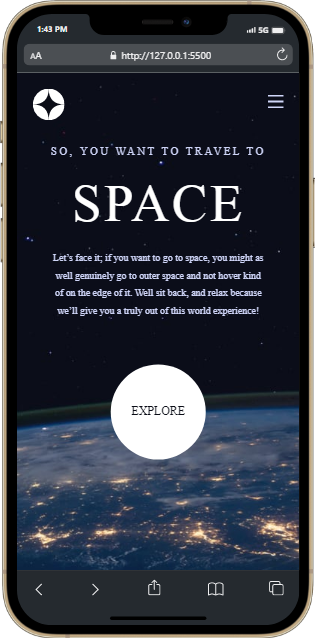 1:43 PM
5G
AA
http://127.0.0.1:5500
SO, YOU WANT TO TRAVEL TO
SPACE
Let's face it; if you want to go to space, you might as
well genuinely go to outer space and not hover kind
of on the edge of it. Well sit back, and relax because
we'll give you a truly out of this world experience!
EXPLORE